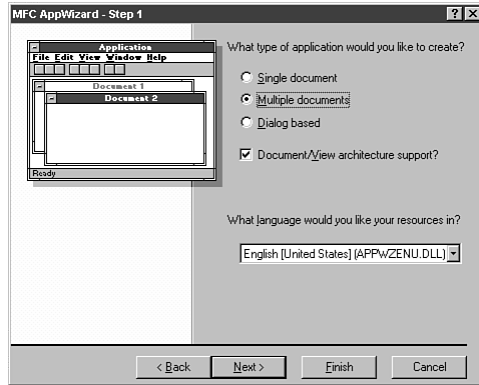 MFC AppWizard - Step 1
Application
File Edit View Window Help
Document 1
Document 2
Ready
What type of application would you like to create?
Single document
Multiple documents
Dialog based
Document/View architecture support?
What language would you like your resources in?
English [United States] (APPWZENU.DLL)
< Back
Next >
Finish
Cancel